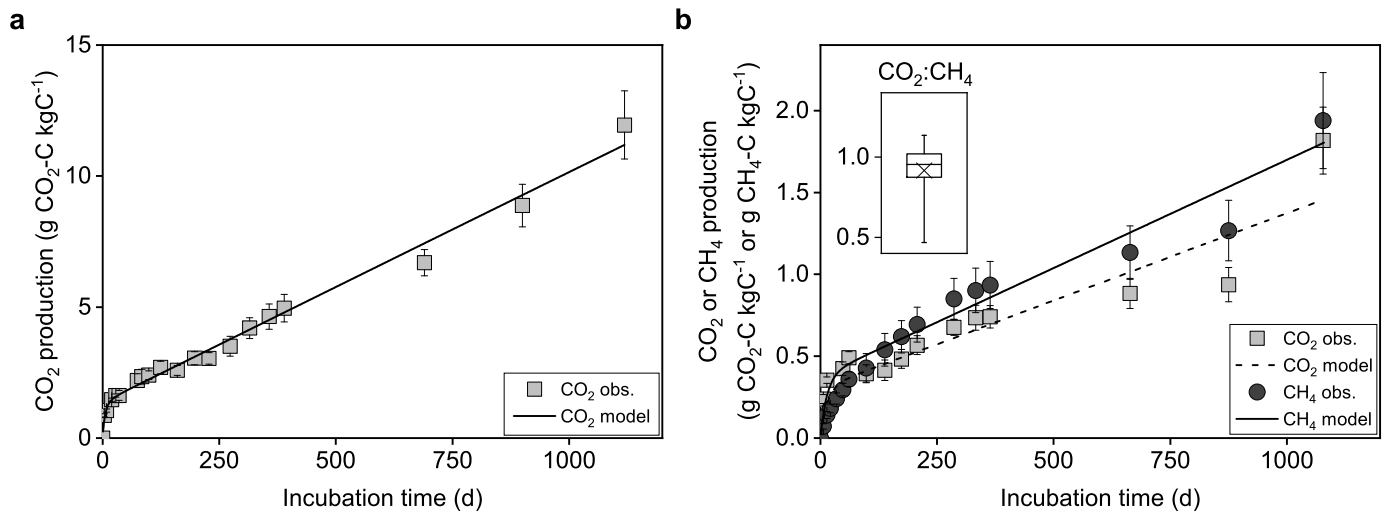 a
15
10
5
0
CO₂ production (g CO₂-C kgC⁻¹)
0 250 500 750 1000
Incubation time (d)
CO₂ obs.
CO₂ model
b
2.0
1.5
1.0
0.5
0.0
CO₂ or CH₄ production
(g CO₂-C kgC⁻¹ or g CH₄-C kgC⁻¹)
CO₂:CH₄
1.0
0.5
0 250 500 750 1000
Incubation time (d)
CO₂ obs.
CO₂ model
CH₄ obs.
CH₄ model